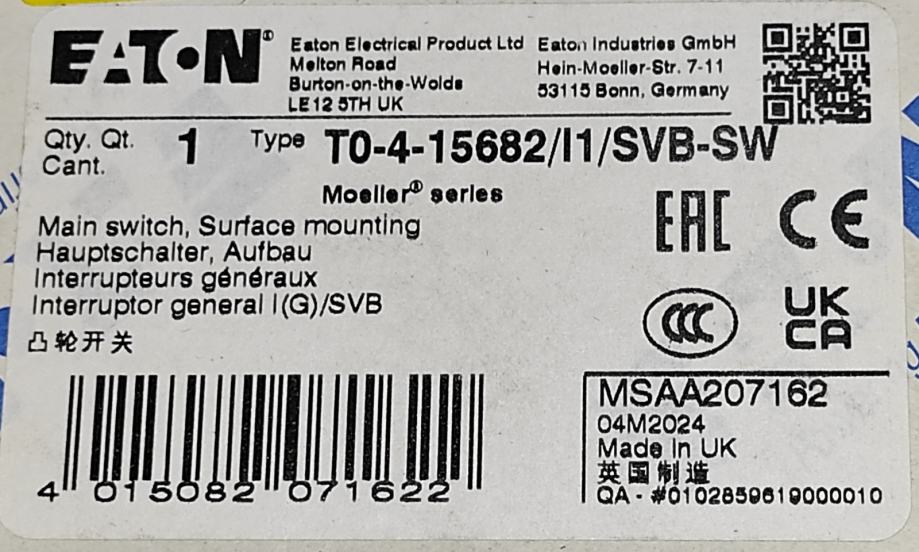 EATON®
Eaton Electrical Product Ltd
Melton Road
Burton-on-the-Wolds
LE12 5TH UK
Eaton Industries GmbH
Hein-Moeller-Str. 7-11
53115 Bonn, Germany
Qty. Qt. 1 Type T0-4-15682/I1/SVB-SW
Cant.
Moeller® series
Main switch, Surface mounting
Hauptschalter, Aufbau
Interrupteurs généraux
Interruptor general I(G)/SVB
凸轮开关
EAC CE
CCC UK
CA
4 015082 071622
MSAA207162
04M2024
Made in UK
英国制造
QA - #0102859619000010